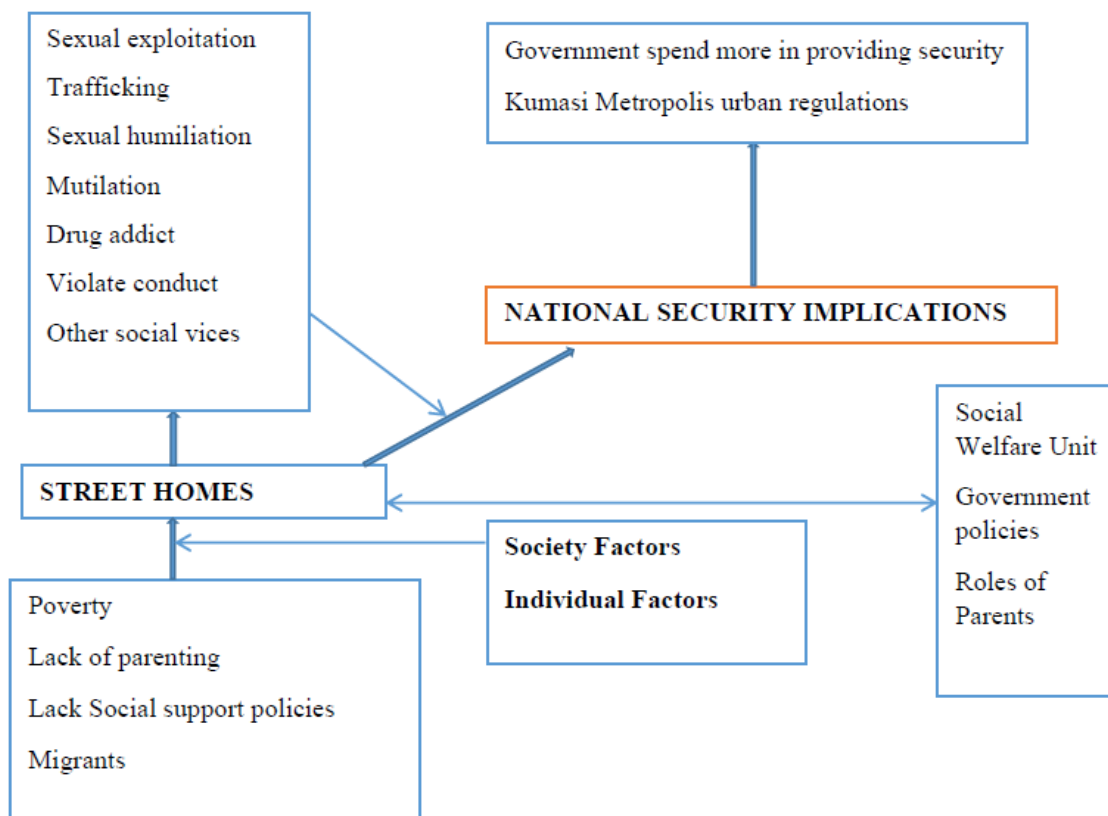 Sexual exploitation
Trafficking
Sexual humiliation
Mutilation
Drug addict
Violate conduct
Other social vices
Government spend more in providing security
Kumasi Metropolis urban regulations
NATIONAL SECURITY IMPLICATIONS
STREET HOMES
Social
Welfare Unit
Government
policies
Roles of
Parents
Society Factors
Individual Factors
Poverty
Lack of parenting
Lack Social support policies
Migrants